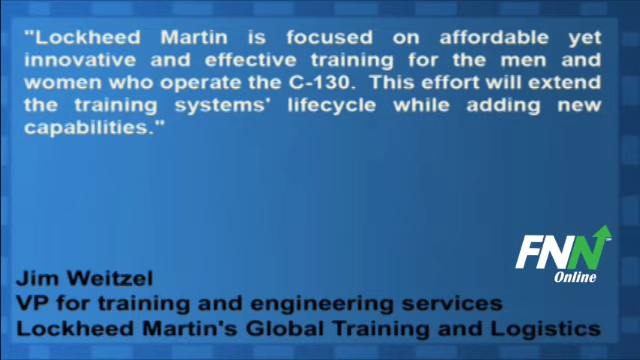 "Lockheed Martin is focused on affordable yet
innovative and effective training for the men and
women who operate the C-130. This effort will extend
the training systems' lifecycle while adding new
capabilities."
FNN
Online
Jim Weitzel
VP for training and engineering services
Lockheed Martin's Global Training and Logistics